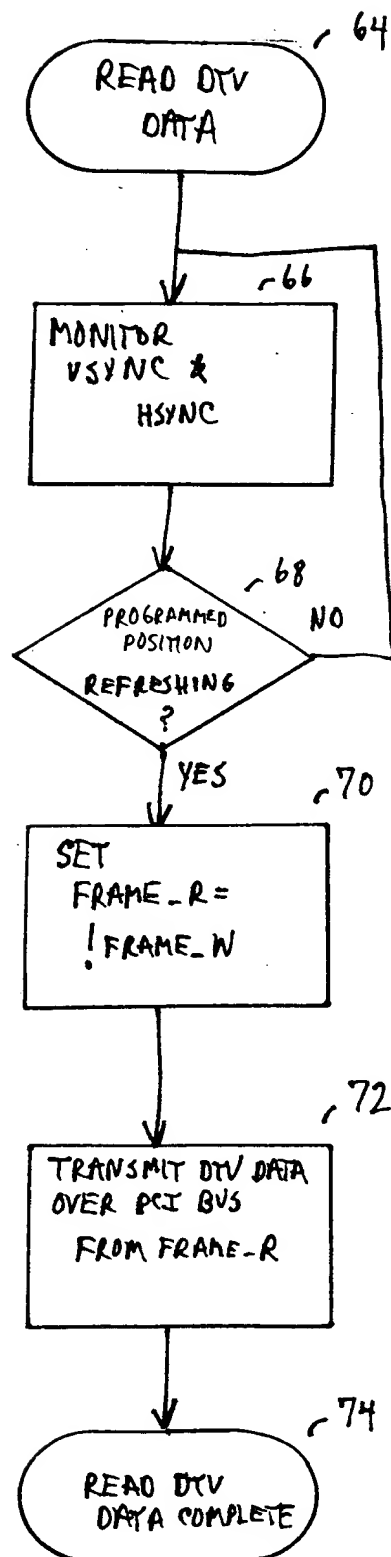 64
READ DTV
DATA
66
MONITOR
VSYNC &
HSYNC
68
PROGRAMMED
POSITION
REFRESHING
?
NO
YES
70
SET
FRAME_R=
!FRAME_W
72
TRANSMIT DTV DATA
OVER PCI BUS
FROM FRAME-R
74
READ DTV
DATA COMPLETE